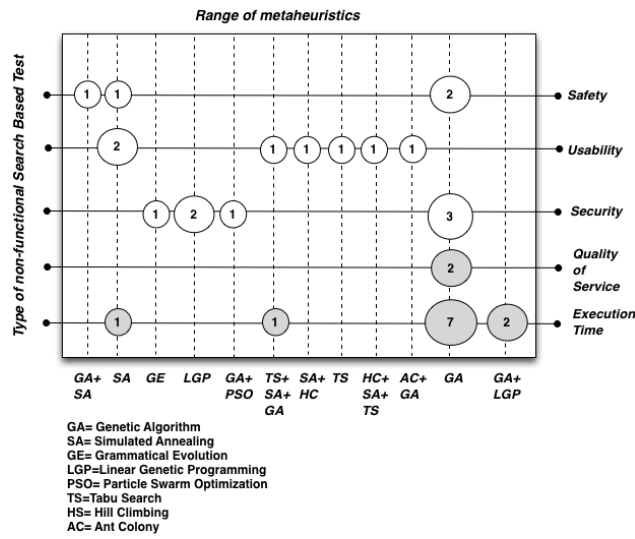 Range of metaheuristics
Type of non-functional Search Based Test
1 1 2 Safety
2 1 1 1 1 1 Usability
1 2 1 3 Security
2 Quality
of
Service
1 1 7 2 Execution
Time
GA+ SA GE LGP GA+ TS+ SA+ TS HC+ AC+ GA GA+
SA PSO SA+ HC SA+ GA LGP
GA TS
GA= Genetic Algorithm
SA= Simulated Annealing
GE= Grammatical Evolution
LGP=Linear Genetic Programming
PSO= Particle Swarm Optimization
TS=Tabu Search
HS= Hill Climbing
AC= Ant Colony